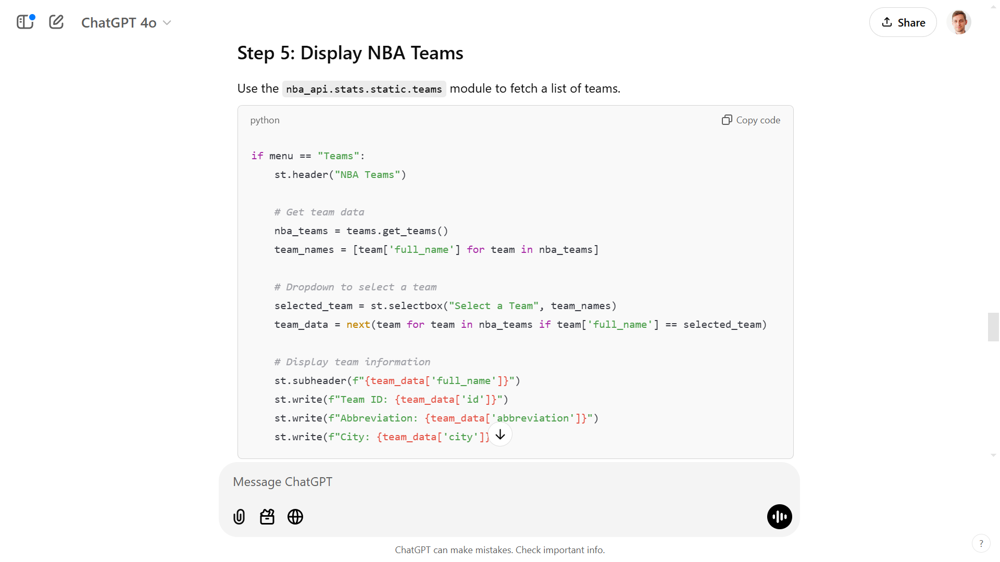 ChatGPT 4o
Share
Step 5: Display NBA Teams
Use the nba_api.stats.static.teams module to fetch a list of teams.
python
Copy code
if menu == "Teams":
    st.header("NBA Teams")
    # Get team data
    nba_teams = teams.get_teams()
    team_names = [team['full_name'] for team in nba_teams]
    # Dropdown to select a team
    selected_team = st.selectbox("Select a Team", team_names)
    team_data = next(team for team in nba_teams if team['full_name'] == selected_team)
    # Display team information
    st.subheader(f"{team_data['full_name']}")
    st.write(f"Team ID: {team_data['id']}")
    st.write(f"Abbreviation: {team_data['abbreviation']}")
    st.write(f"City: {team_data['city']}
Message ChatGPT
ChatGPT can make mistakes. Check important info.
?